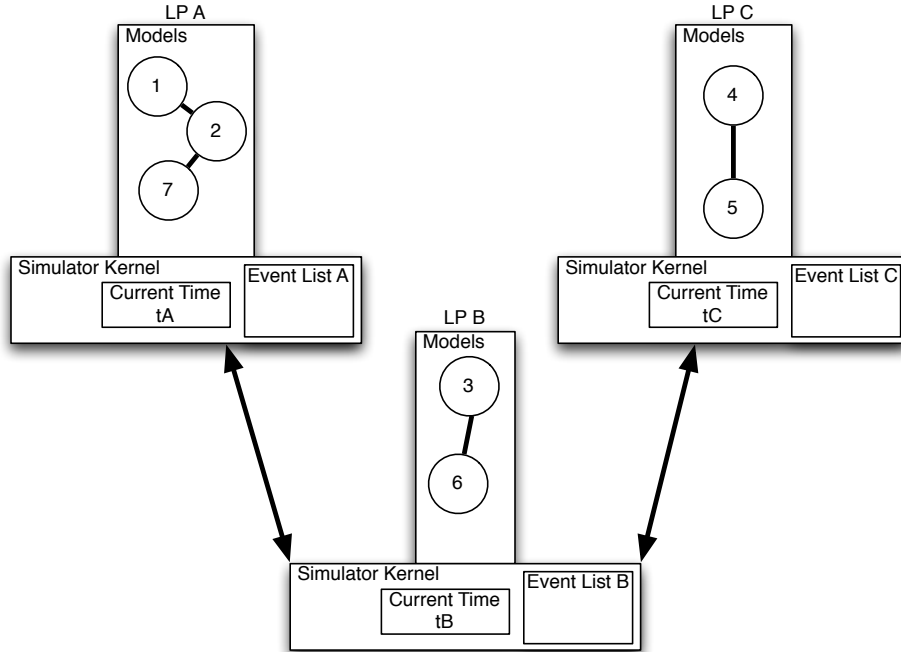 LP A
Models
1
2
7
Simulator Kernel
Event List A
Current Time
tA
LP C
Models
4
5
Simulator Kernel
Event List C
Current Time
tC
LP B
Models
3
6
Simulator Kernel
Event List B
Current Time
tB